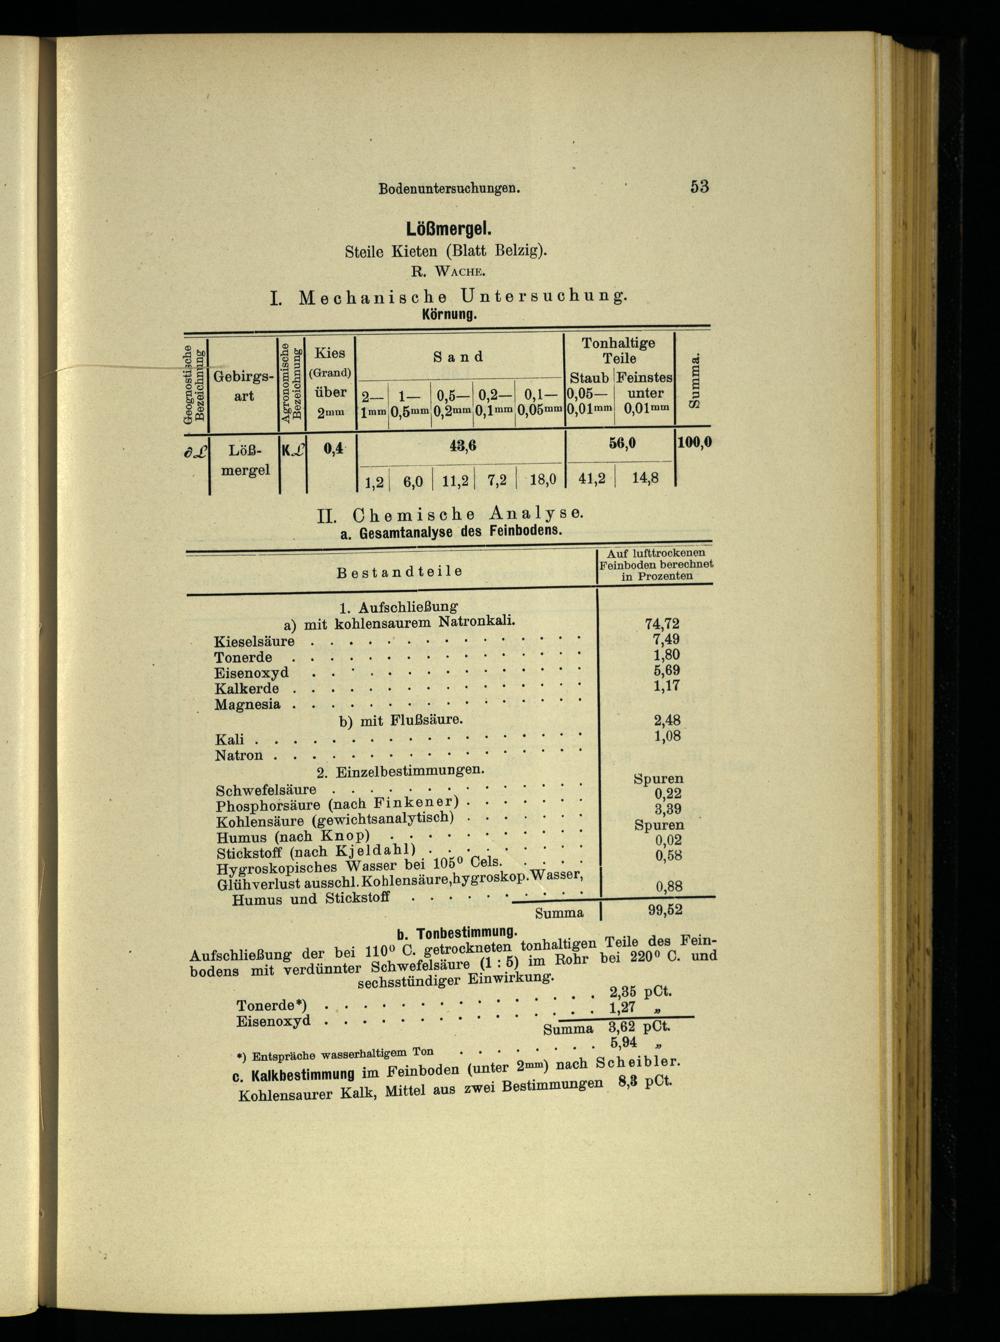 Bodenuntersuchungen. 53
Lößmergel.
Steile Kieten (Blatt Belzig).
R. WACHE.
I. Mechanische Untersuchung.
Körnung.
Geognostische Bezeichnung
Gebirgs-
art
Agronomische Bezeichnung
Kies
(Grand)
über
2mm
Sand
2—
1mm
1—
0,5mm
0,5—
0,2mm
0,2—
0,1mm
0,1—
0,05mm
Tonhaltige
Teile
Staub
0,05—
0,01mm
Feinstes
unter
0,01mm
Summa.
∂ℒ
Löß-
mergel
Kℒ
0,4
43,6
56,0
100,0
1,2 6,0 11,2 7,2 18,0 41,2 14,8
II. Chemische Analyse.
a. Gesamtanalyse des Feinbodens.
Bestandteile
Auf lufttrockenen
Feinboden berechnet
in Prozenten
1. Aufschließung
a) mit kohlensaurem Natronkali.
Kieselsäure . . . . . . . . . . . . . . . 74,72
Tonerde . . . . . . . . . . . . . . . . 7,49
Eisenoxyd . . . . . . . . . . . . . . . 1,80
Kalkerde . . . . . . . . . . . . . . . . 5,69
Magnesia . . . . . . . . . . . . . . . . 1,17
b) mit Flußsäure.
Kali . . . . . . . . . . . . . . . . . . 2,48
Natron . . . . . . . . . . . . . . . . . 1,08
2. Einzelbestimmungen.
Schwefelsäure . . . . . . . . . . . . . . Spuren
Phosphorsäure (nach Finkener) . . . . . . . 0,22
Kohlensäure (gewichtsanalytisch) . . . . . . . 3,39
Humus (nach Knop) . . . . . . . . . . . Spuren
Stickstoff (nach Kjeldahl) . . . . . . . . . 0,02
Hygroskopisches Wasser bei 105⁰ Cels. . . . . 0,58
Glühverlust ausschl. Kohlensäure, hygroskop. Wasser,
Humus und Stickstoff . . . . . . . . . . 0,88
Summa 99,52
b. Tonbestimmung.
Aufschließung der bei 110⁰ C. getrockneten tonhaltigen Teile des Fein-
bodens mit verdünnter Schwefelsäure (1 : 5) im Rohr bei 220⁰ C. und
sechsstündiger Einwirkung.
Tonerde*) . . . . . . . . . . . . . . . 2,35 pCt.
Eisenoxyd . . . . . . . . . . . . . . . 1,27 „
Summa 3,62 pCt.
*) Entspräche wasserhaltigem Ton . . . . . . . . 5,94 „
c. Kalkbestimmung im Feinboden (unter 2mm) nach Scheibler.
Kohlensaurer Kalk, Mittel aus zwei Bestimmungen 8,3 pCt.